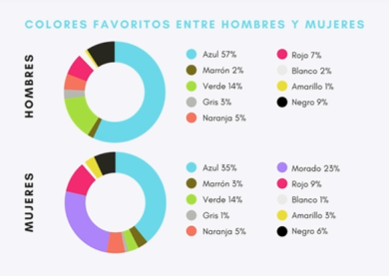 COLORES FAVORITOS ENTRE HOMBRES Y MUJERES
HOMBRES
Azul 57%
Marrón 2%
Verde 14%
Gris 3%
Naranja 5%
Rojo 7%
Blanco 2%
Amarillo 1%
Negro 9%
MUJERES
Azul 35%
Marrón 3%
Verde 14%
Gris 1%
Naranja 5%
Morado 23%
Rojo 9%
Blanco 1%
Amarillo 3%
Negro 6%